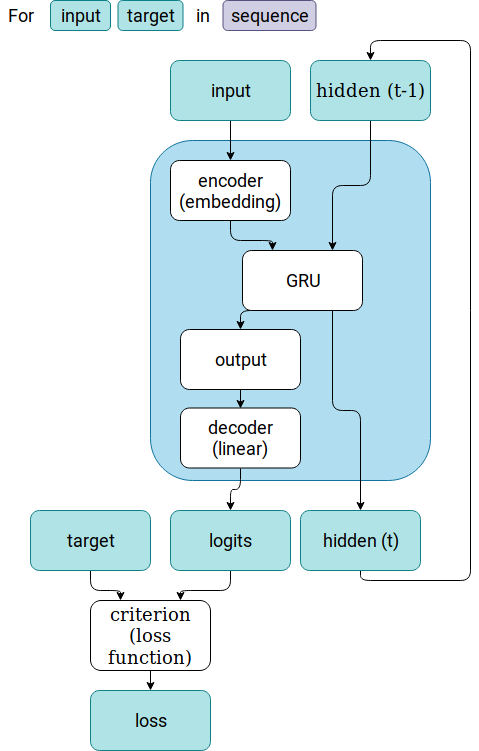 For input target in sequence
input
hidden (t-1)
encoder
(embedding)
GRU
output
decoder
(linear)
target
logits
hidden (t)
criterion
(loss
function)
loss